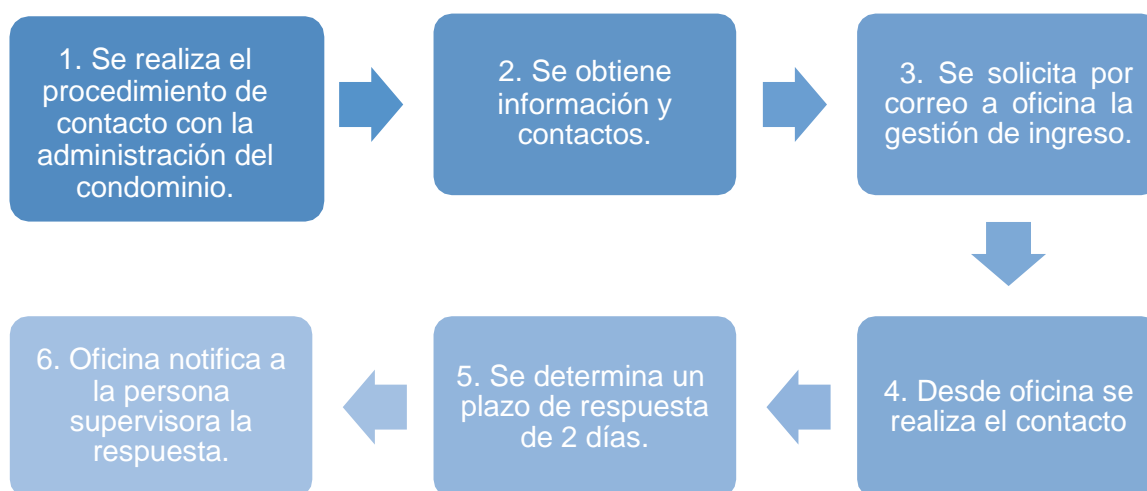 1. Se realiza el
procedimiento de
contacto con la
administración del
condominio.
2. Se obtiene
información y
contactos.
3. Se solicita por
correo a oficina la
gestión de ingreso.
4. Desde oficina se
realiza el contacto
5. Se determina un
plazo de respuesta
de 2 días.
6. Oficina notifica a
la persona
supervisora la
respuesta.